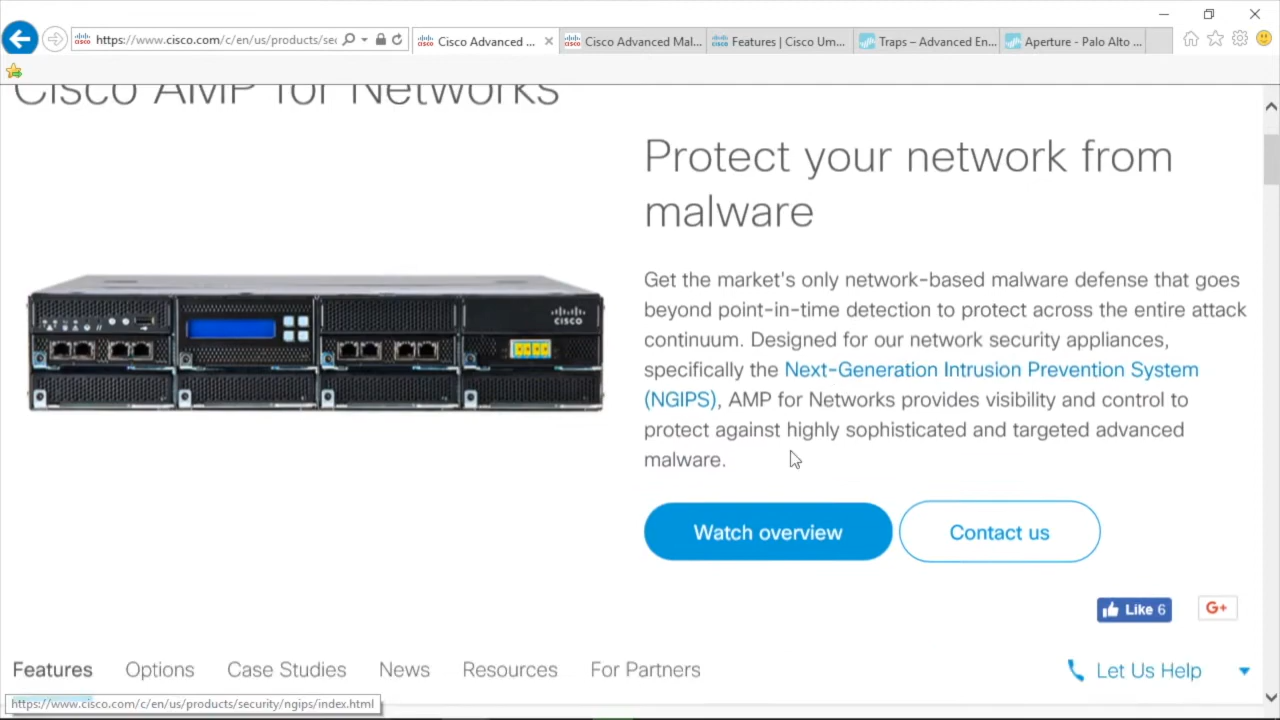 https://www.cisco.com/c/en/us/products/sec
Cisco Advanced ...
Cisco Advanced Mal...
Features | Cisco Um...
Traps – Advanced En...
Aperture - Palo Alto ...
Cisco AMP for Networks
Protect your network from
malware
Get the market's only network-based malware defense that goes
beyond point-in-time detection to protect across the entire attack
continuum. Designed for our network security appliances,
specifically the Next-Generation Intrusion Prevention System
(NGIPS), AMP for Networks provides visibility and control to
protect against highly sophisticated and targeted advanced
malware.
CISCO
Watch overview
Contact us
Like 6
G+
Features
Options
Case Studies
News
Resources
For Partners
Let Us Help
https://www.cisco.com/c/en/us/products/security/ngips/index.html